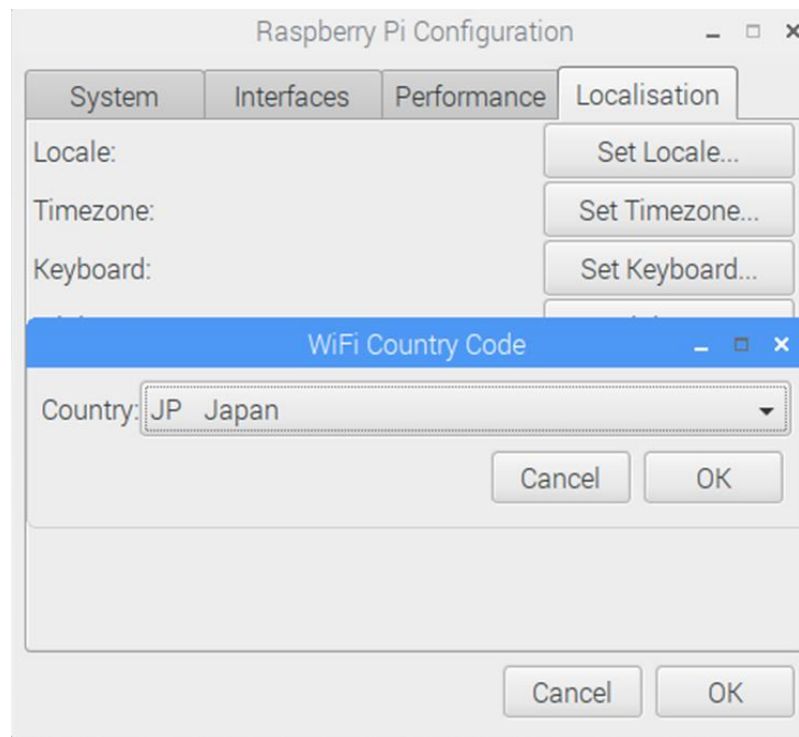 Raspberry Pi Configuration
System Interfaces Performance Localisation
Locale: Set Locale...
Timezone: Set Timezone...
Keyboard: Set Keyboard...
WiFi Country Code
Country: JP Japan
Cancel OK
Cancel OK